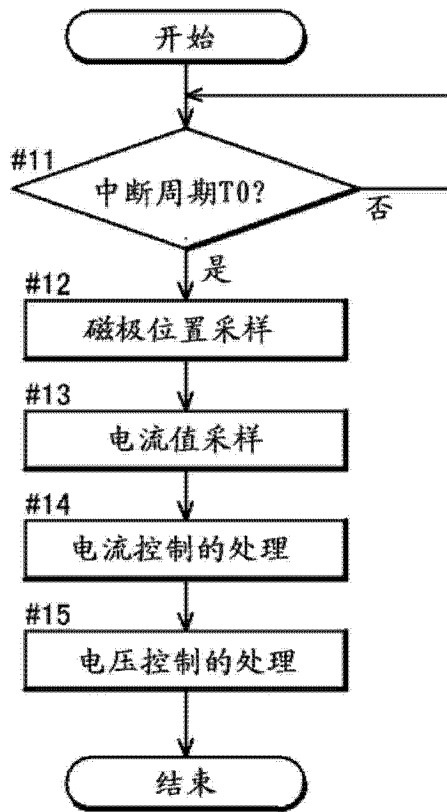 开始
#11
中断周期T0?
否
是
#12
磁极位置采样
#13
电流值采样
#14
电流控制的处理
#15
电压控制的处理
结束